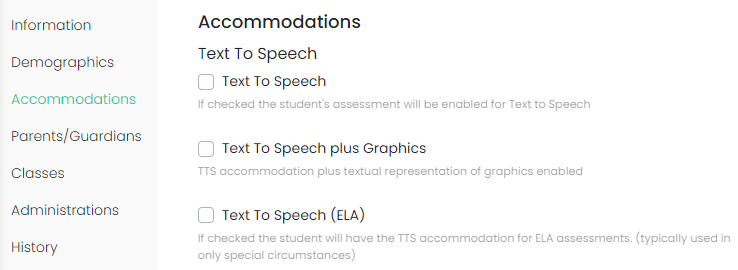 Information
Demographics
Accommodations
Parents/Guardians
Classes
Administrations
History
Accommodations
Text To Speech
Text To Speech
If checked the student's assessment will be enabled for Text to Speech
Text To Speech plus Graphics
TTS accommodation plus textual representation of graphics enabled
Text To Speech (ELA)
If checked the student will have the TTS accommodation for ELA assessments. (typically used in
only special circumstances)